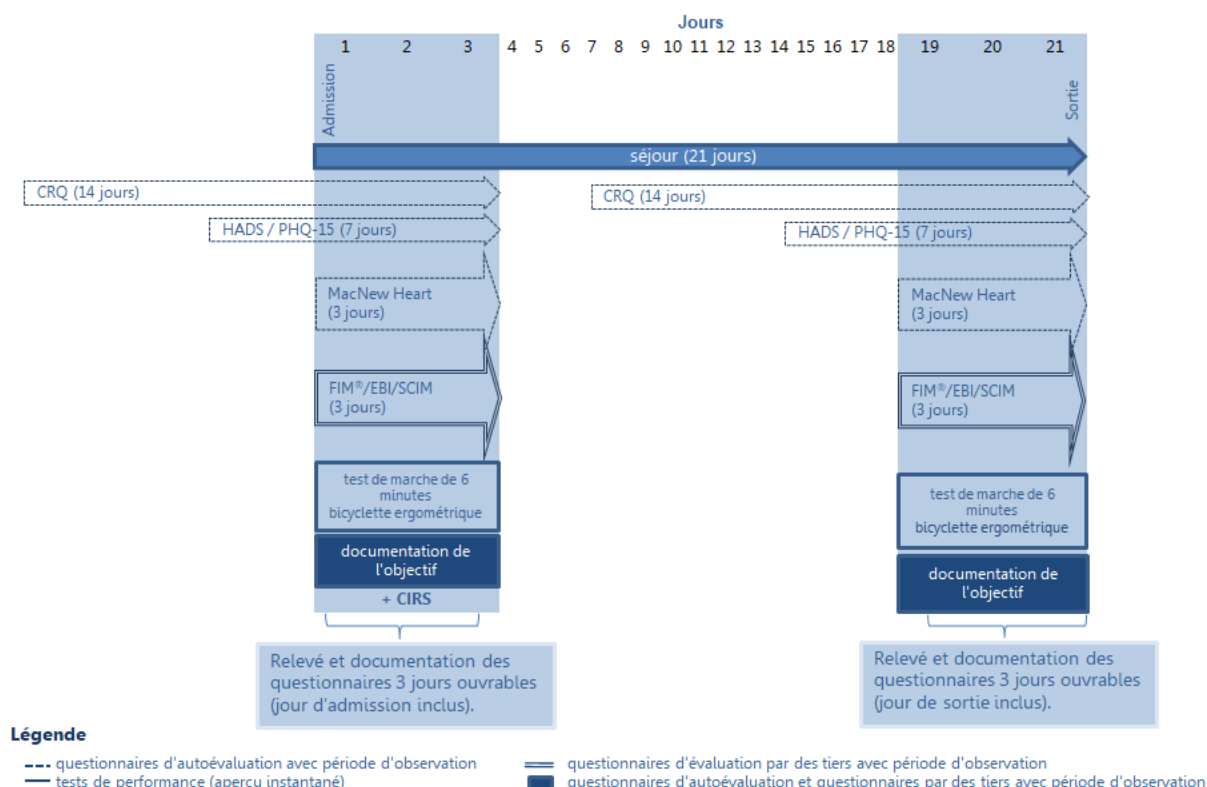 Jours
1 2 3 4 5 6 7 8 9 10 11 12 13 14 15 16 17 18 19 20 21
Admission
Sortie
séjour (21 jours)
CRQ (14 jours)
CRQ (14 jours)
HADS / PHQ-15 (7 jours)
HADS / PHQ-15 (7 jours)
MacNew Heart
(3 jours)
MacNew Heart
(3 jours)
FIM®/EBI/SCIM
(3 jours)
FIM®/EBI/SCIM
(3 jours)
test de marche de 6
minutes
bicyclette ergométrique
test de marche de 6
minutes
bicyclette ergométrique
documentation de
l'objectif
+ CIRS
documentation de
l'objectif
Relevé et documentation des
questionnaires 3 jours ouvrables
(jour d'admission inclus).
Relevé et documentation des
questionnaires 3 jours ouvrables
(jour de sortie inclus).
Légende
questionnaires d'autoévaluation avec période d'observation
questionnaires d'évaluation par des tiers avec période d'observation
tests de performance (aperçu instantané)
questionnaires d'autoévaluation et questionnaires par des tiers avec période d'observation